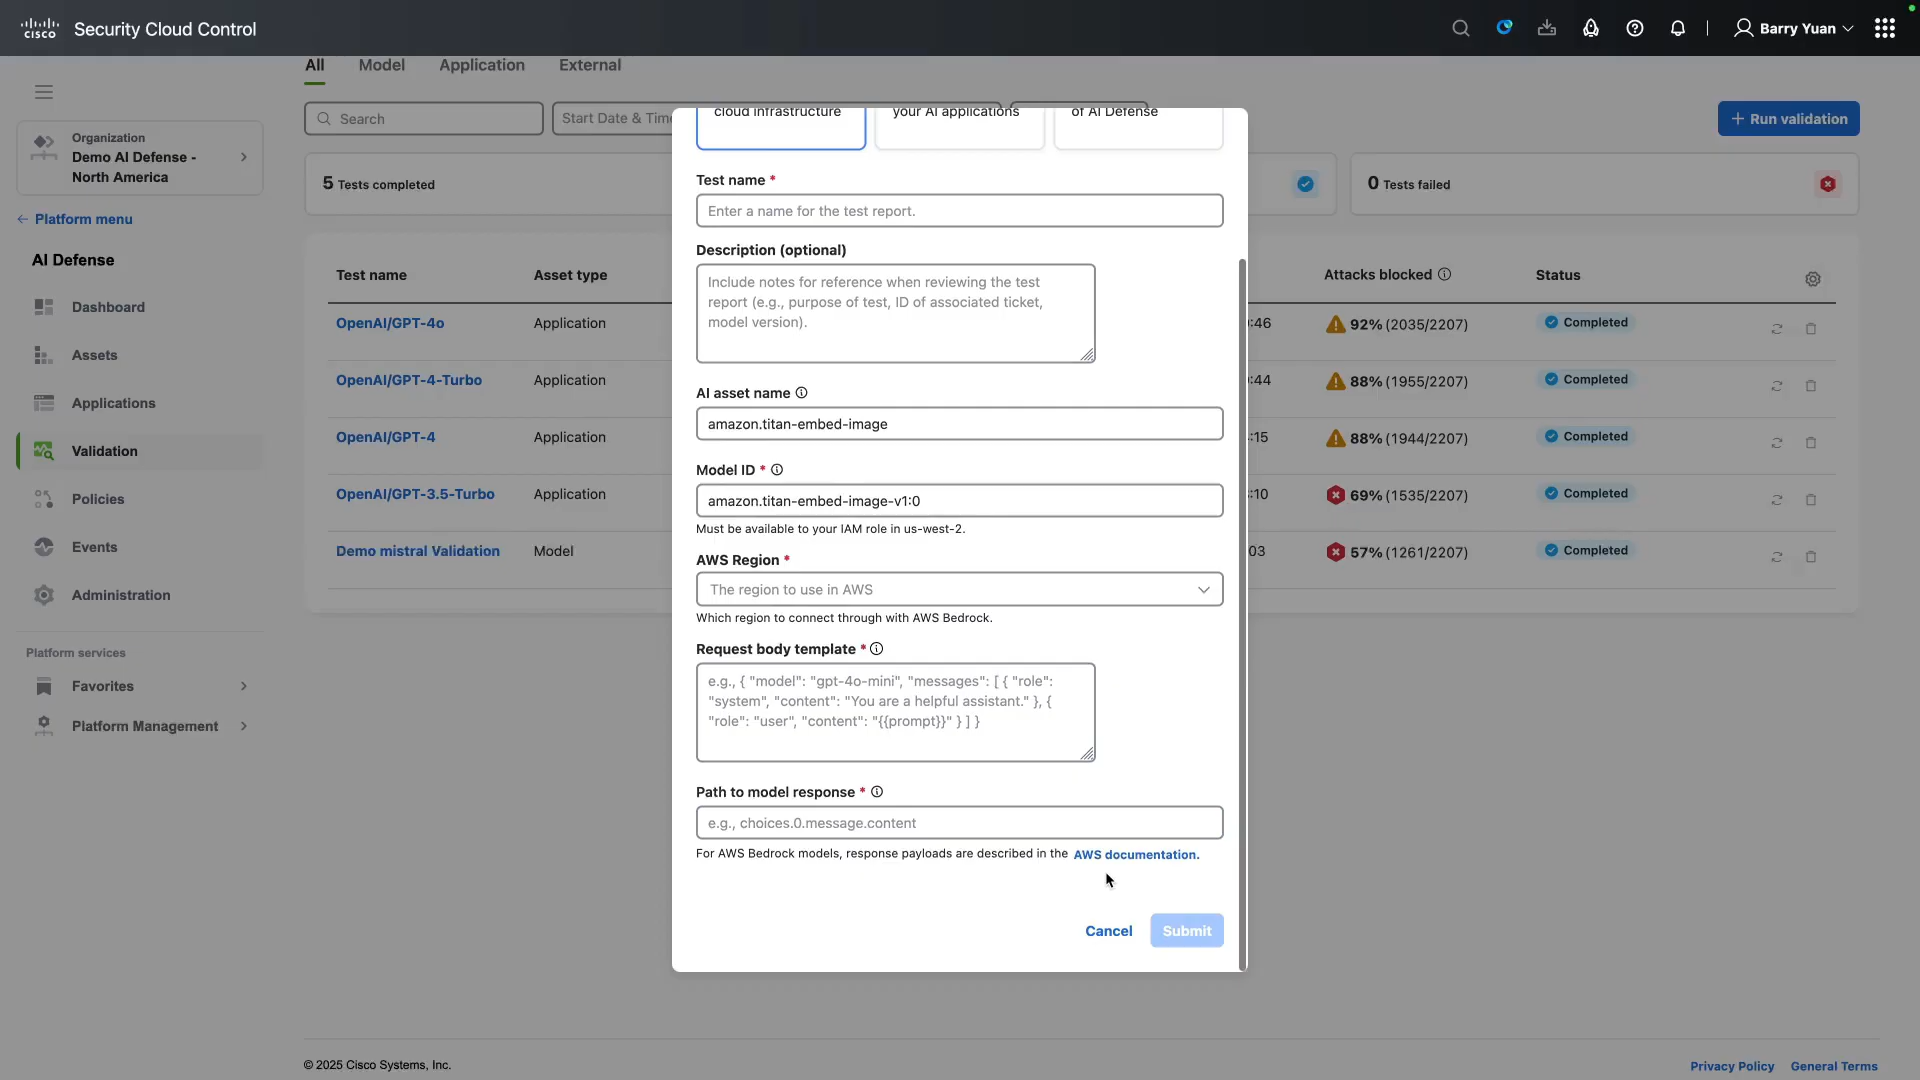 CISCO Security Cloud Control
Barry Yuan
All Model Application External
Search
Start Date & Time
+ Run validation
cloud infrastructure
your AI applications
of AI Defense
Organization
Demo AI Defense -
North America
5 Tests completed
0 Tests failed
Platform menu
AI Defense
Dashboard
Assets
Applications
Validation
Policies
Events
Administration
Platform services
Favorites
Platform Management
Test name Asset type Attacks blocked Status
OpenAI/GPT-4o Application :46 92% (2035/2207) Completed
OpenAI/GPT-4-Turbo Application :44 88% (1955/2207) Completed
OpenAI/GPT-4 Application :15 88% (1944/2207) Completed
OpenAI/GPT-3.5-Turbo Application :10 69% (1535/2207) Completed
Demo mistral Validation Model 03 57% (1261/2207) Completed
Test name *
Enter a name for the test report.
Description (optional)
Include notes for reference when reviewing the test
report (e.g., purpose of test, ID of associated ticket,
model version).
AI asset name
amazon.titan-embed-image
Model ID *
amazon.titan-embed-image-v1:0
Must be available to your IAM role in us-west-2.
AWS Region *
The region to use in AWS
Which region to connect through with AWS Bedrock.
Request body template *
e.g., { "model": "gpt-4o-mini", "messages": [ { "role":
"system", "content": "You are a helpful assistant." }, {
"role": "user", "content": "{{prompt}}" } ] }
Path to model response *
e.g., choices.0.message.content
For AWS Bedrock models, response payloads are described in the AWS documentation.
Cancel Submit
© 2025 Cisco Systems, Inc.
Privacy Policy General Terms